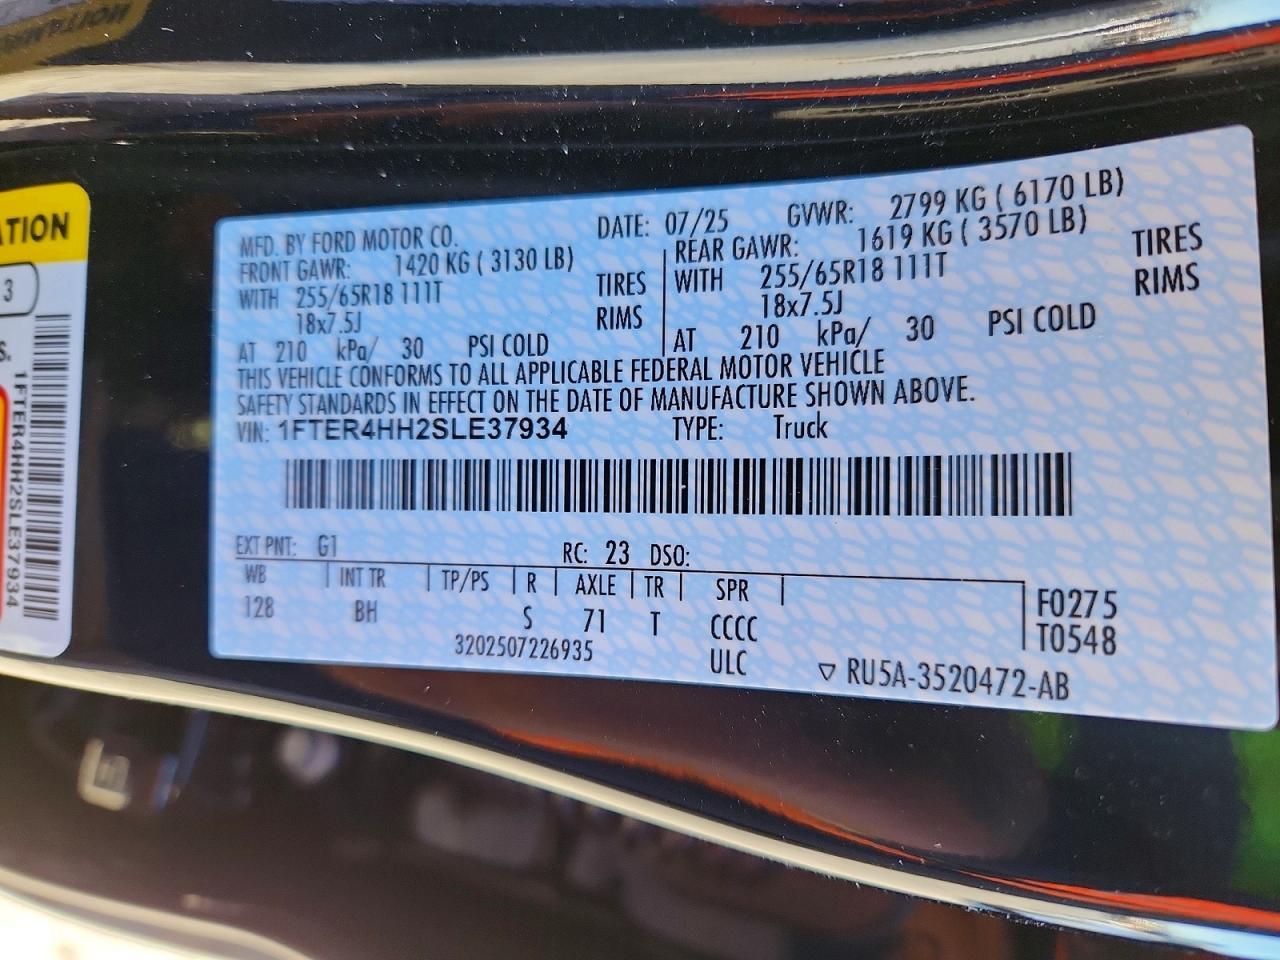 ATION
3
S.
1FTER4HH2SLE37934
MFD. BY FORD MOTOR CO. DATE: 07/25 GVWR: 2799 KG ( 6170 LB)
FRONT GAWR: 1420 KG ( 3130 LB) REAR GAWR: 1619 KG ( 3570 LB)
WITH 255/65R18 111T TIRES WITH 255/65R18 111T TIRES
18x7.5J RIMS 18x7.5J RIMS
AT 210 kPa/ 30 PSI COLD AT 210 kPa/ 30 PSI COLD
THIS VEHICLE CONFORMS TO ALL APPLICABLE FEDERAL MOTOR VEHICLE
SAFETY STANDARDS IN EFFECT ON THE DATE OF MANUFACTURE SHOWN ABOVE.
VIN: 1FTER4HH2SLE37934 TYPE: Truck
EXT PNT: G1 RC: 23 DSO:
WB INT TR TP/PS R AXLE TR SPR
128 BH S 71 T CCCC F0275
3202507226935 ULC T0548
▽ RU5A-3520472-AB